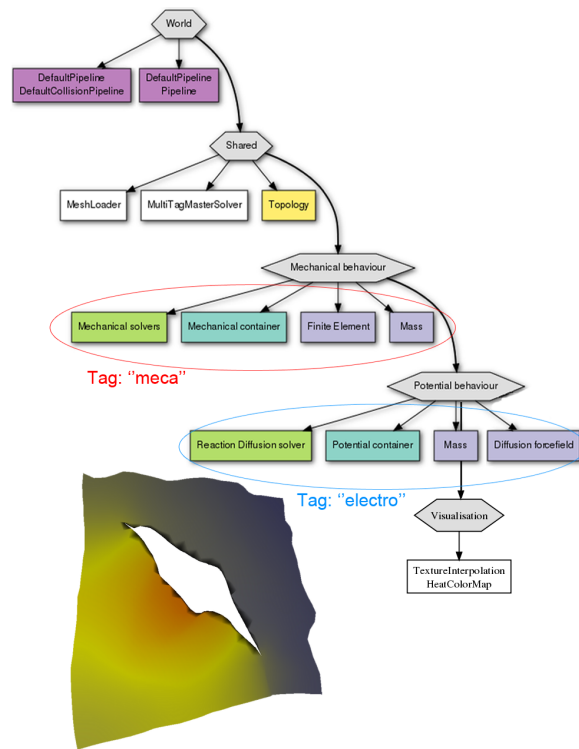 World
DefaultPipeline
DefaultCollisionPipeline
DefaultPipeline
Pipeline
Shared
MeshLoader
MultiTagMasterSolver
Topology
Mechanical behaviour
Mechanical solvers
Mechanical container
Finite Element
Mass
Tag: ‘’meca’’
Potential behaviour
Reaction Diffusion solver
Potential container
Mass
Diffusion forcefield
Tag: ‘’electro’’
Visualisation
TextureInterpolation
HeatColorMap